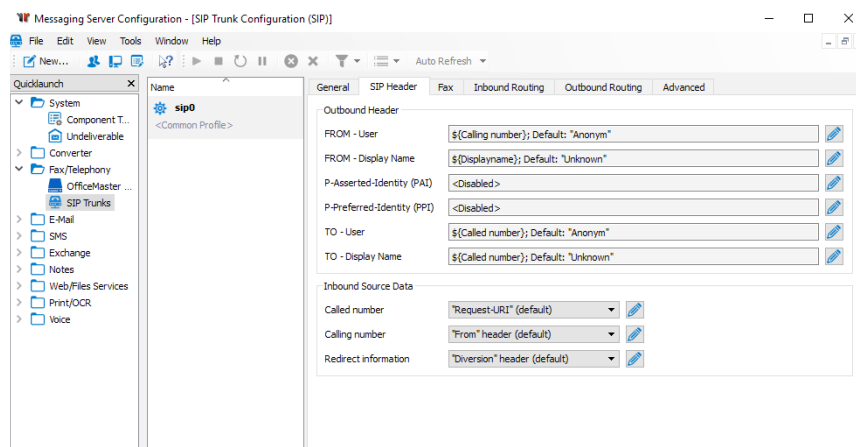 Messaging Server Configuration - [SIP Trunk Configuration (SIP)]
File Edit View Tools Window Help
New... Auto Refresh
Quicklaunch
System
Component T...
Undeliverable
Converter
Fax/Telephony
OfficeMaster ...
SIP Trunks
E-Mail
SMS
Exchange
Notes
Web/Files Services
Print/OCR
Voice
Name
sip0
<Common Profile>
General SIP Header Fax Inbound Routing Outbound Routing Advanced
Outbound Header
FROM - User ${Calling number}; Default: "Anonym"
FROM - Display Name ${Displayname}; Default: "Unknown"
P-Asserted-Identity (PAI) <Disabled>
P-Preferred-Identity (PPI) <Disabled>
TO - User ${Called number}; Default: "Anonym"
TO - Display Name ${Called number}; Default: "Unknown"
Inbound Source Data
Called number "Request-URI" (default)
Calling number "From" header (default)
Redirect information "Diversion" header (default)